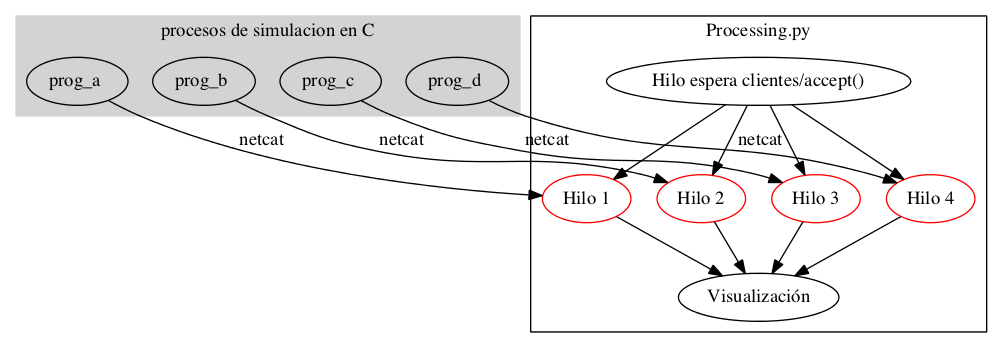 procesos de simulacion en C
Processing.py
prog_a
prog_b
prog_c
prog_d
Hilo espera clientes/accept()
netcat
netcat
netcat
netcat
Hilo 1
Hilo 2
Hilo 3
Hilo 4
Visualización